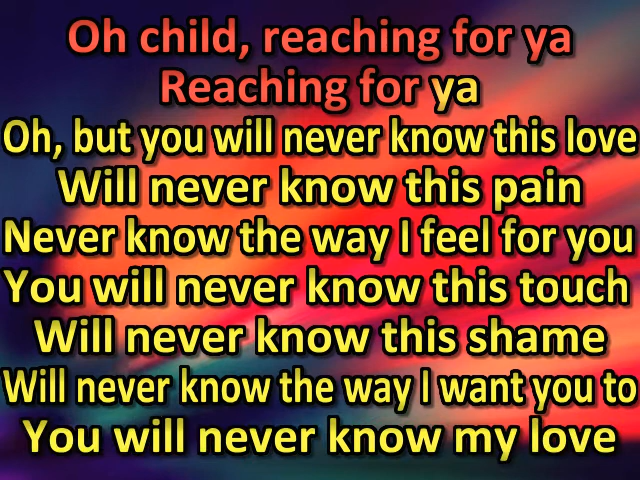 Oh child, reaching for ya
Reaching for ya
Oh, but you will never know this love
Will never know this pain
Never know the way I feel for you
You will never know this touch
Will never know this shame
Will never know the way I want you to
You will never know my love